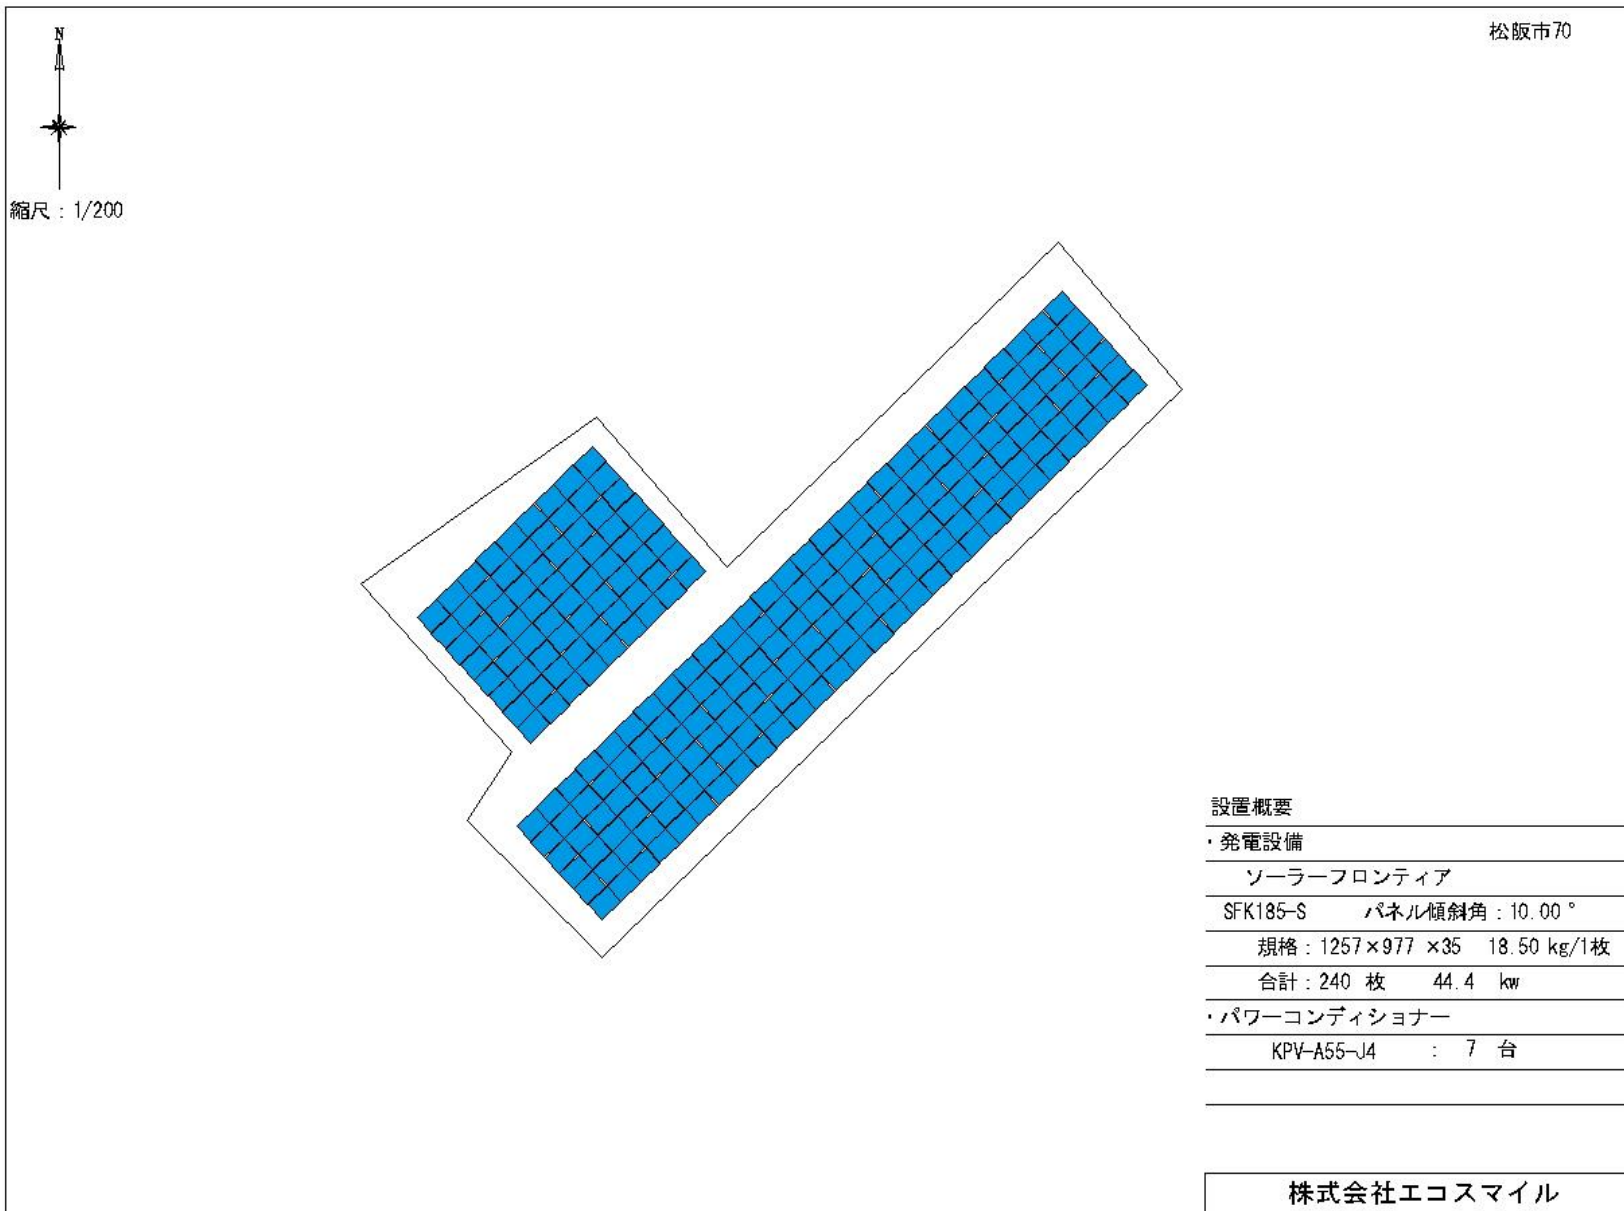 松阪市70
N
縮尺：1/200
設置概要
・発電設備
ソーラーフロンティア
SFK185-S パネル傾斜角：10.00°
規格：1257×977 ×35 18.50 kg/1枚
合計：240 枚 44.4 kw
・パワーコンディショナー
KPV-A55-J4 ： 7 台
株式会社エコスマイル